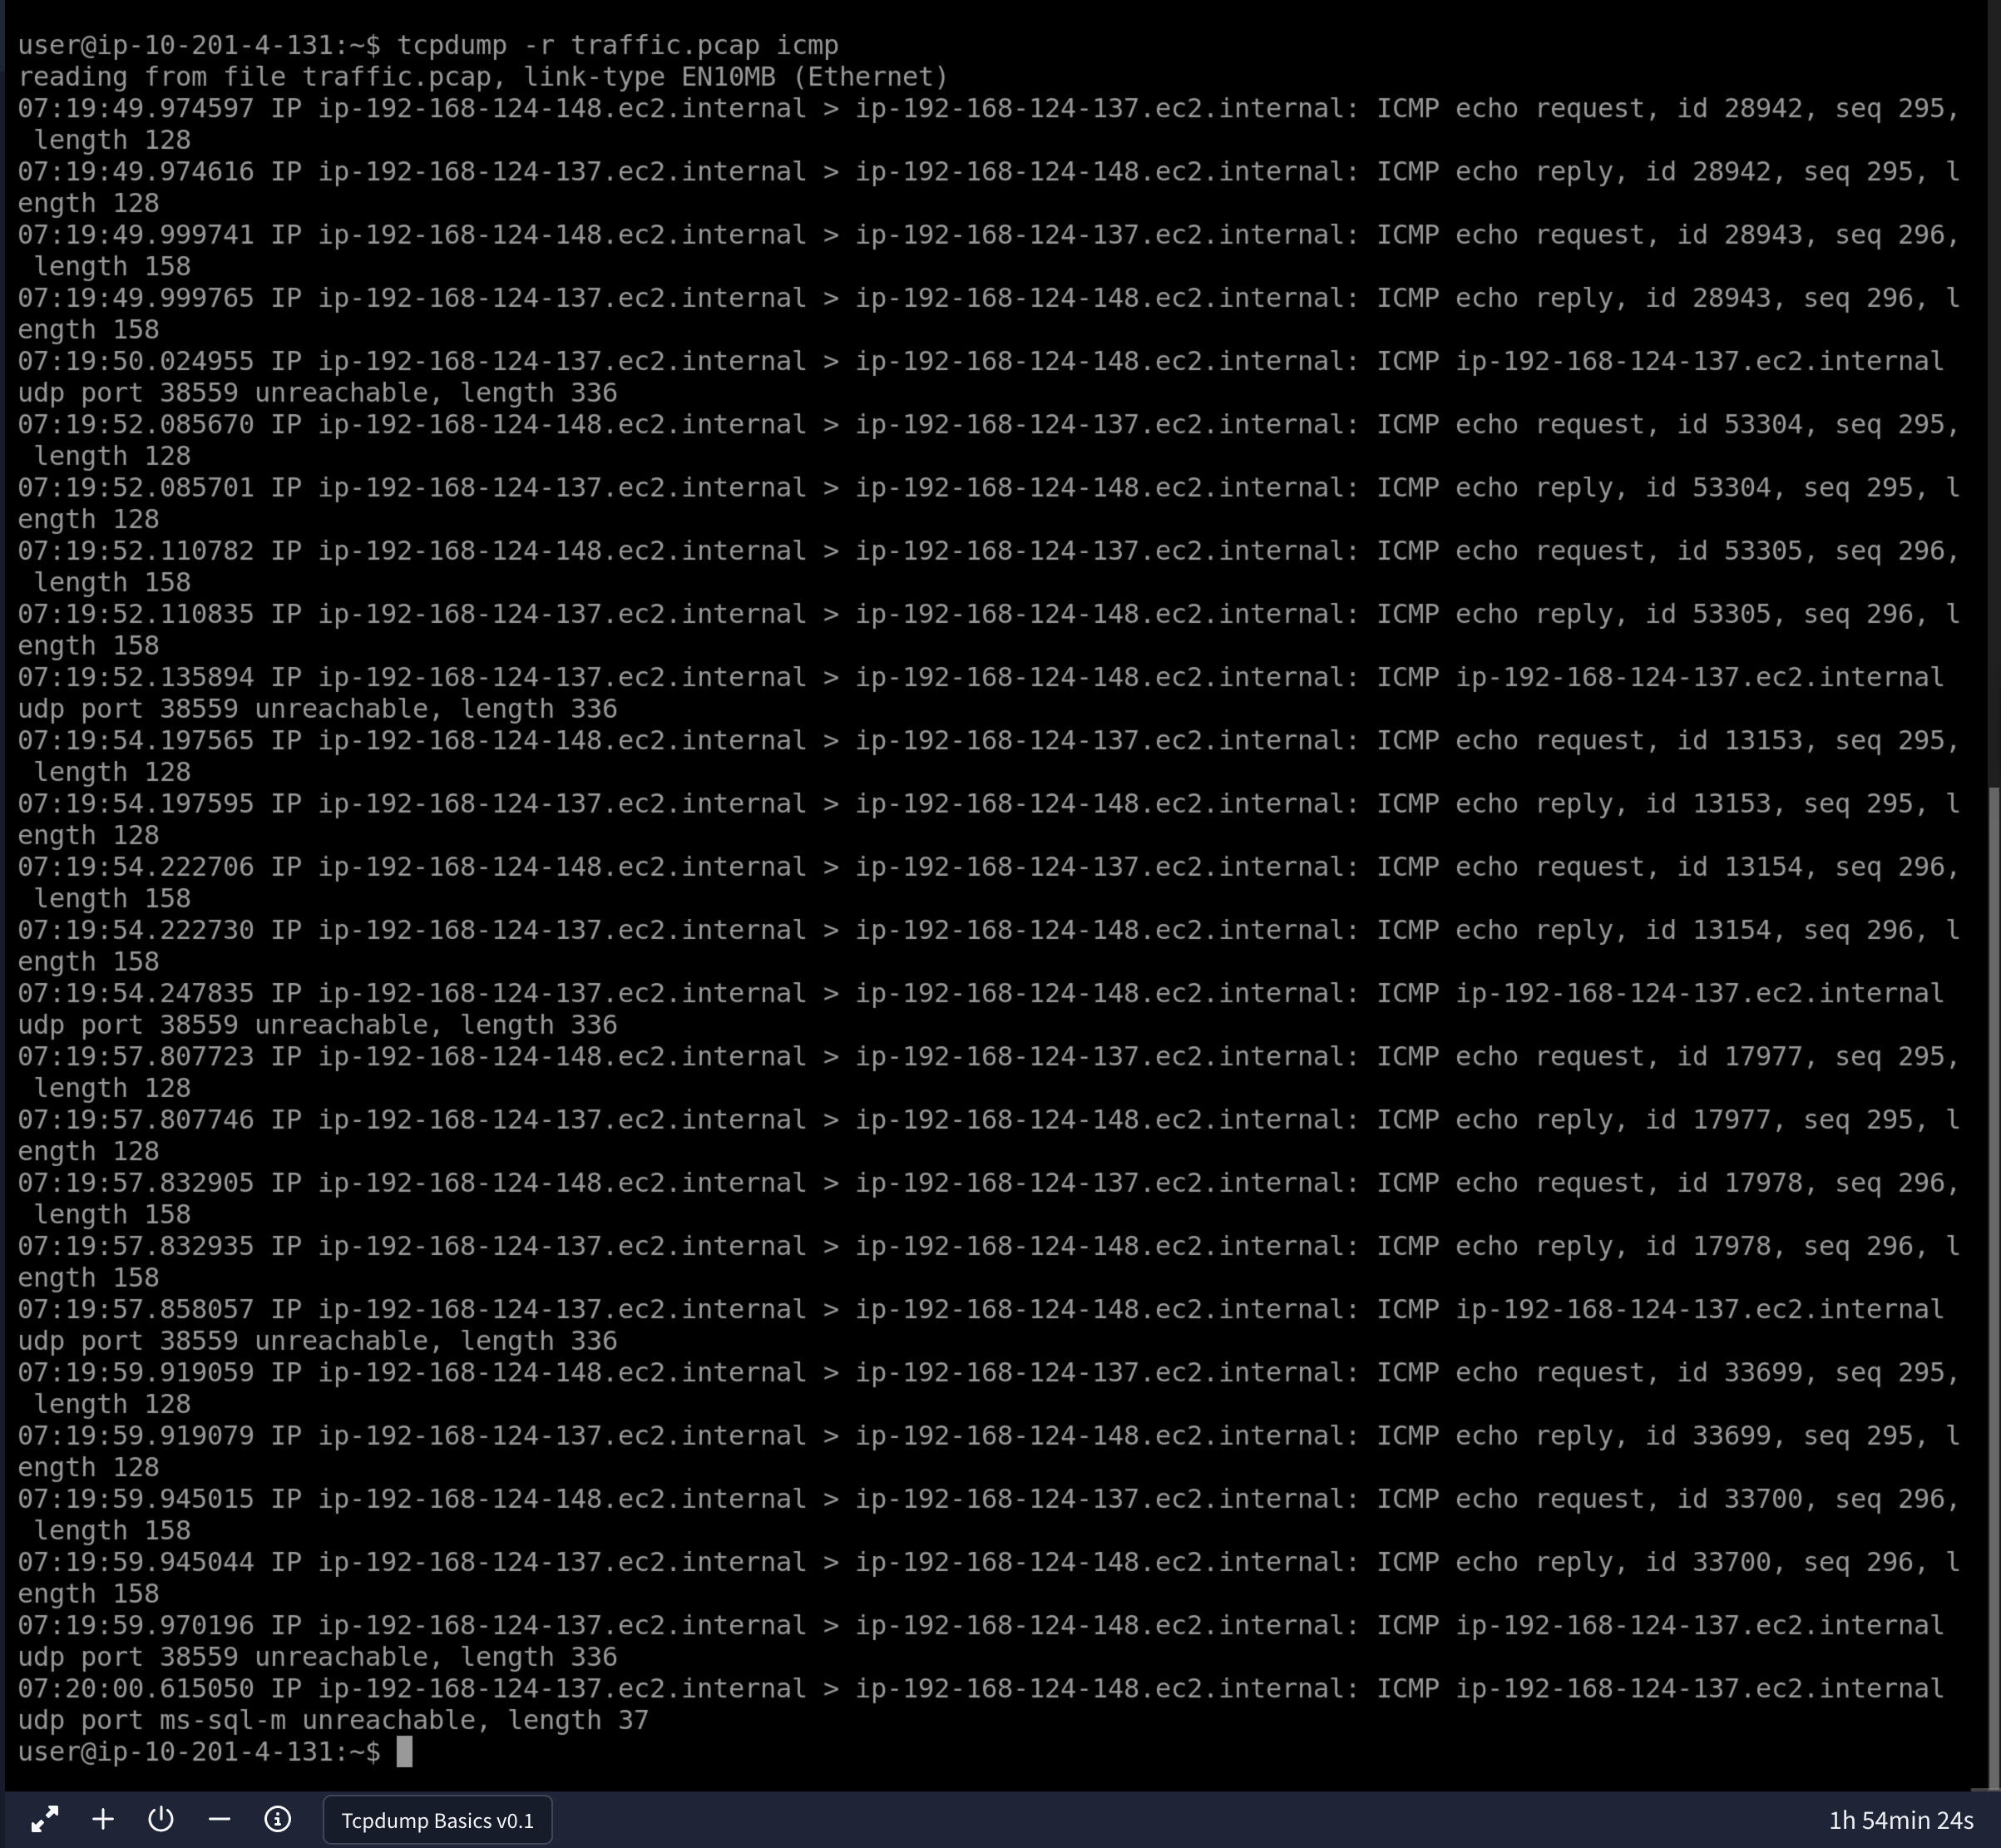 user@ip-10-201-4-131:~$ tcpdump -r traffic.pcap icmp
reading from file traffic.pcap, link-type EN10MB (Ethernet)
07:19:49.974597 IP ip-192-168-124-148.ec2.internal > ip-192-168-124-137.ec2.internal: ICMP echo request, id 28942, seq 295,
 length 128
07:19:49.974616 IP ip-192-168-124-137.ec2.internal > ip-192-168-124-148.ec2.internal: ICMP echo reply, id 28942, seq 295, l
ength 128
07:19:49.999741 IP ip-192-168-124-148.ec2.internal > ip-192-168-124-137.ec2.internal: ICMP echo request, id 28943, seq 296,
 length 158
07:19:49.999765 IP ip-192-168-124-137.ec2.internal > ip-192-168-124-148.ec2.internal: ICMP echo reply, id 28943, seq 296, l
ength 158
07:19:50.024955 IP ip-192-168-124-137.ec2.internal > ip-192-168-124-148.ec2.internal: ICMP ip-192-168-124-137.ec2.internal
udp port 38559 unreachable, length 336
07:19:52.085670 IP ip-192-168-124-148.ec2.internal > ip-192-168-124-137.ec2.internal: ICMP echo request, id 53304, seq 295,
 length 128
07:19:52.085701 IP ip-192-168-124-137.ec2.internal > ip-192-168-124-148.ec2.internal: ICMP echo reply, id 53304, seq 295, l
ength 128
07:19:52.110782 IP ip-192-168-124-148.ec2.internal > ip-192-168-124-137.ec2.internal: ICMP echo request, id 53305, seq 296,
 length 158
07:19:52.110835 IP ip-192-168-124-137.ec2.internal > ip-192-168-124-148.ec2.internal: ICMP echo reply, id 53305, seq 296, l
ength 158
07:19:52.135894 IP ip-192-168-124-137.ec2.internal > ip-192-168-124-148.ec2.internal: ICMP ip-192-168-124-137.ec2.internal
udp port 38559 unreachable, length 336
07:19:54.197565 IP ip-192-168-124-148.ec2.internal > ip-192-168-124-137.ec2.internal: ICMP echo request, id 13153, seq 295,
 length 128
07:19:54.197595 IP ip-192-168-124-137.ec2.internal > ip-192-168-124-148.ec2.internal: ICMP echo reply, id 13153, seq 295, l
ength 128
07:19:54.222706 IP ip-192-168-124-148.ec2.internal > ip-192-168-124-137.ec2.internal: ICMP echo request, id 13154, seq 296,
 length 158
07:19:54.222730 IP ip-192-168-124-137.ec2.internal > ip-192-168-124-148.ec2.internal: ICMP echo reply, id 13154, seq 296, l
ength 158
07:19:54.247835 IP ip-192-168-124-137.ec2.internal > ip-192-168-124-148.ec2.internal: ICMP ip-192-168-124-137.ec2.internal
udp port 38559 unreachable, length 336
07:19:57.807723 IP ip-192-168-124-148.ec2.internal > ip-192-168-124-137.ec2.internal: ICMP echo request, id 17977, seq 295,
 length 128
07:19:57.807746 IP ip-192-168-124-137.ec2.internal > ip-192-168-124-148.ec2.internal: ICMP echo reply, id 17977, seq 295, l
ength 128
07:19:57.832905 IP ip-192-168-124-148.ec2.internal > ip-192-168-124-137.ec2.internal: ICMP echo request, id 17978, seq 296,
 length 158
07:19:57.832935 IP ip-192-168-124-137.ec2.internal > ip-192-168-124-148.ec2.internal: ICMP echo reply, id 17978, seq 296, l
ength 158
07:19:57.858057 IP ip-192-168-124-137.ec2.internal > ip-192-168-124-148.ec2.internal: ICMP ip-192-168-124-137.ec2.internal
udp port 38559 unreachable, length 336
07:19:59.919059 IP ip-192-168-124-148.ec2.internal > ip-192-168-124-137.ec2.internal: ICMP echo request, id 33699, seq 295,
 length 128
07:19:59.919079 IP ip-192-168-124-137.ec2.internal > ip-192-168-124-148.ec2.internal: ICMP echo reply, id 33699, seq 295, l
ength 128
07:19:59.945015 IP ip-192-168-124-148.ec2.internal > ip-192-168-124-137.ec2.internal: ICMP echo request, id 33700, seq 296,
 length 158
07:19:59.945044 IP ip-192-168-124-137.ec2.internal > ip-192-168-124-148.ec2.internal: ICMP echo reply, id 33700, seq 296, l
ength 158
07:19:59.970196 IP ip-192-168-124-137.ec2.internal > ip-192-168-124-148.ec2.internal: ICMP ip-192-168-124-137.ec2.internal
udp port 38559 unreachable, length 336
07:20:00.615050 IP ip-192-168-124-137.ec2.internal > ip-192-168-124-148.ec2.internal: ICMP ip-192-168-124-137.ec2.internal
udp port ms-sql-m unreachable, length 37
user@ip-10-201-4-131:~$
Tcpdump Basics v0.1
1h 54min 24s